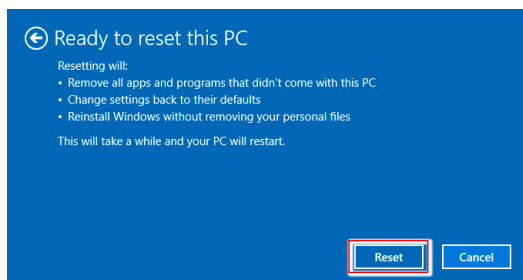 Ready to reset this PC
Resetting will:
• Remove all apps and programs that didn't come with this PC
• Change settings back to their defaults
• Reinstall Windows without removing your personal files
This will take a while and your PC will restart.
Reset Cancel